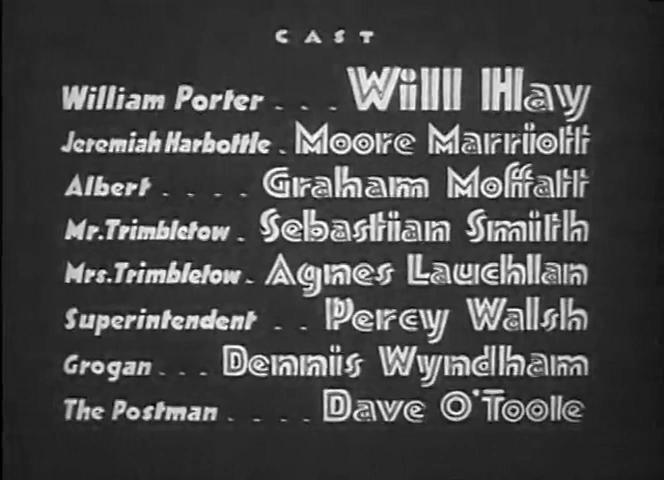 CAST
William Porter . . . Will Hay
Jeremiah Harbottle . Moore Marriott
Albert . . . . Graham Moffatt
Mr. Trimbletow . Sebastian Smith
Mrs. Trimbletow . Agnes Lauchlan
Superintendent . . Percy Walsh
Grogan . . . Dennis Wyndham
The Postman . . . . Dave O'Toole